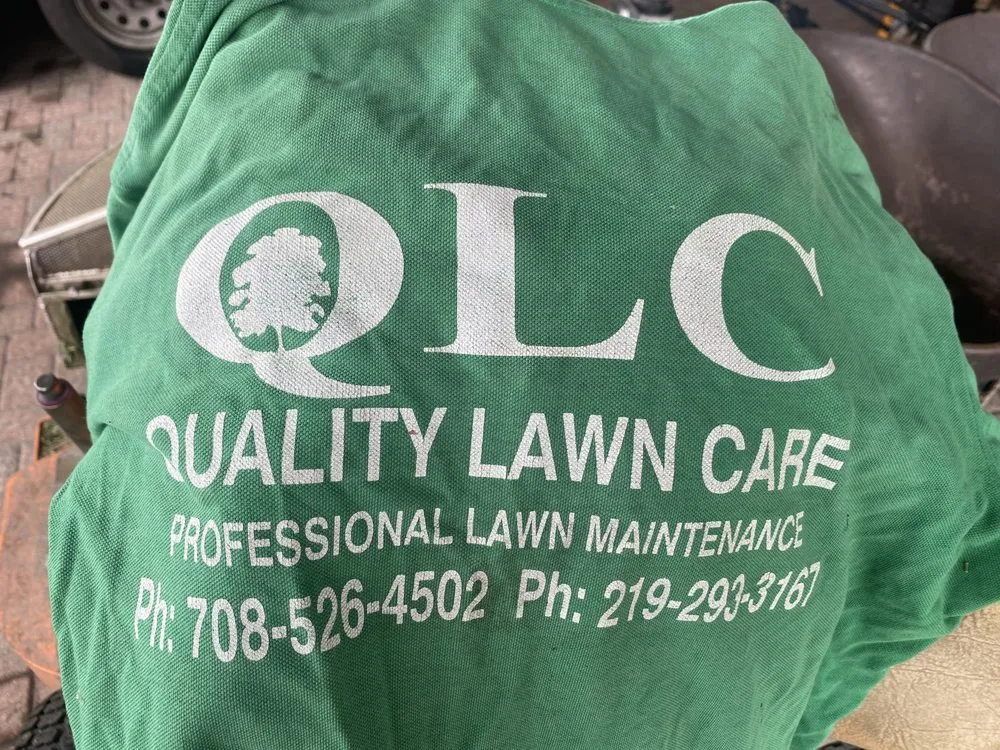 QLC
QUALITY LAWN CARE
PROFESSIONAL LAWN MAINTENANCE
Ph: 708-526-4502 Ph: 219-293-3167